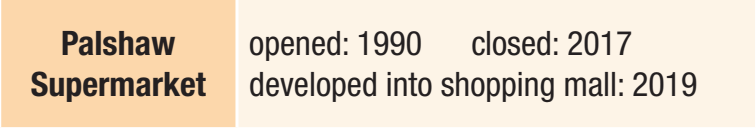 Palshaw
Supermarket
opened: 1990 closed: 2017
developed into shopping mall: 2019